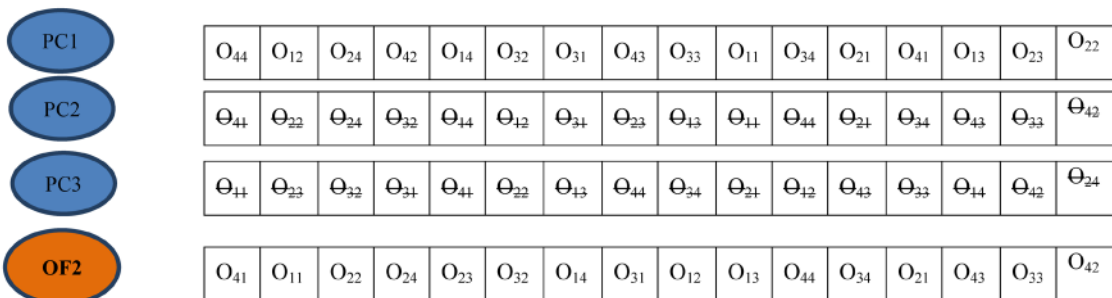 PC1 O₄₄ O₁₂ O₂₄ O₄₂ O₁₄ O₃₂ O₃₁ O₄₃ O₃₃ O₁₁ O₃₄ O₂₁ O₄₁ O₁₃ O₂₃ O₂₂
PC2 O₄₁ O₂₂ O₂₄ O₃₂ O₁₄ O₁₂ O₃₁ O₂₃ O₁₃ O₁₁ O₄₄ O₂₁ O₃₄ O₄₃ O₃₃ O₄₂
PC3 O₁₁ O₂₃ O₃₂ O₃₁ O₄₁ O₂₂ O₁₃ O₄₄ O₃₄ O₂₁ O₁₂ O₄₃ O₃₃ O₁₄ O₄₂ O₂₄
OF2 O₄₁ O₁₁ O₂₂ O₂₄ O₂₃ O₃₂ O₁₄ O₃₁ O₁₂ O₁₃ O₄₄ O₃₄ O₂₁ O₄₃ O₃₃ O₄₂